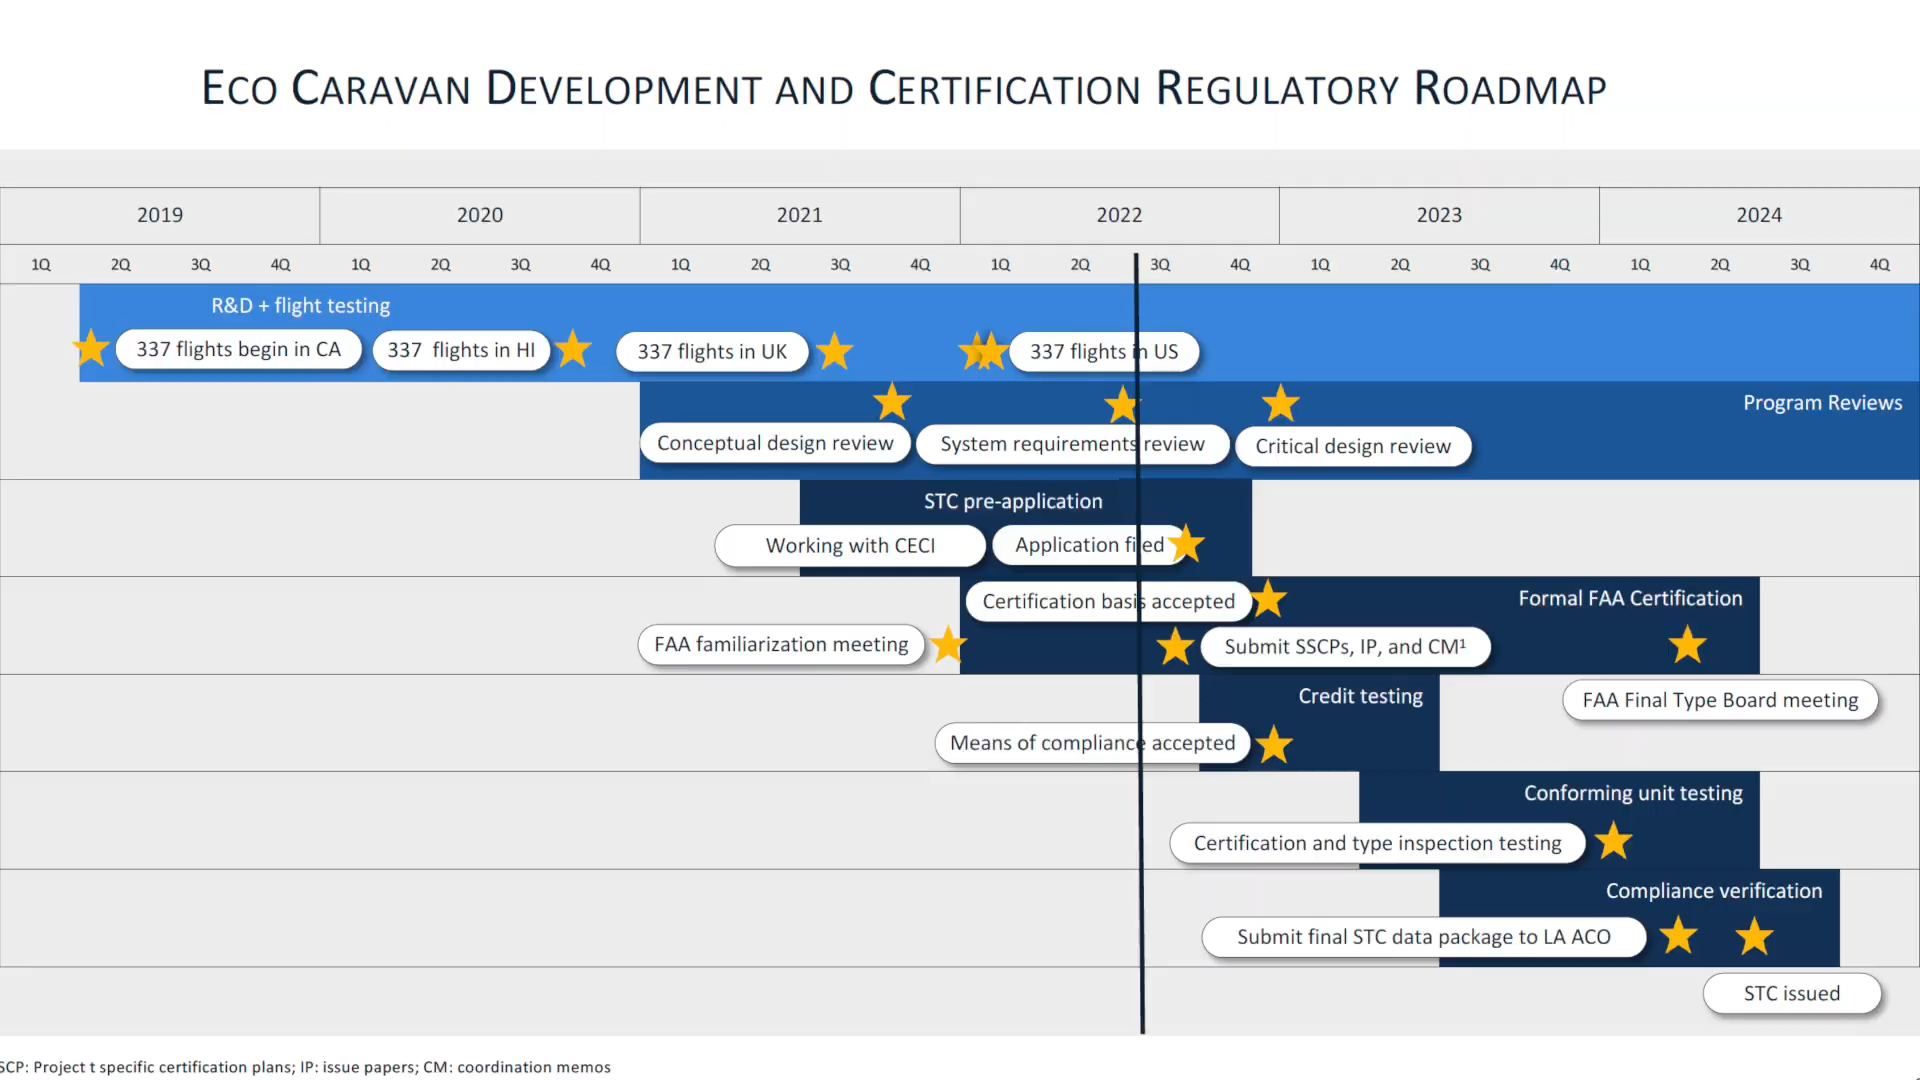 ECO CARAVAN DEVELOPMENT AND CERTIFICATION REGULATORY ROADMAP
2019 2020 2021 2022 2023 2024
1Q 2Q 3Q 4Q 1Q 2Q 3Q 4Q 1Q 2Q 3Q 4Q 1Q 2Q 3Q 4Q 1Q 2Q 3Q 4Q 1Q 2Q 3Q 4Q
R&D + flight testing
337 flights begin in CA 337 flights in HI 337 flights in UK 337 flights in US
Program Reviews
Conceptual design review System requirements review Critical design review
STC pre-application
Working with CECI Application filed
Certification basis accepted Formal FAA Certification
FAA familiarization meeting Submit SSCPs, IP, and CM¹
Credit testing FAA Final Type Board meeting
Means of compliance accepted
Conforming unit testing
Certification and type inspection testing
Compliance verification
Submit final STC data package to LA ACO
STC issued
SCP: Project t specific certification plans; IP: issue papers; CM: coordination memos